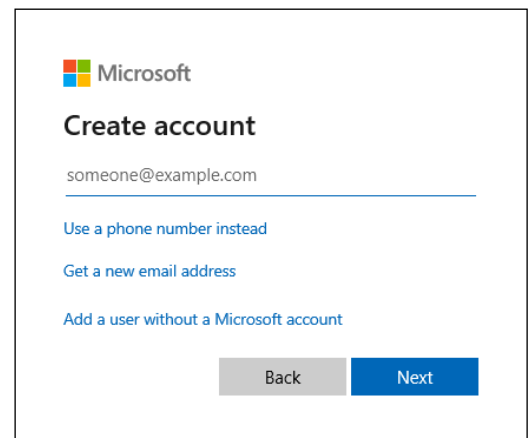 Microsoft
Create account
someone@example.com
Use a phone number instead
Get a new email address
Add a user without a Microsoft account
Back Next